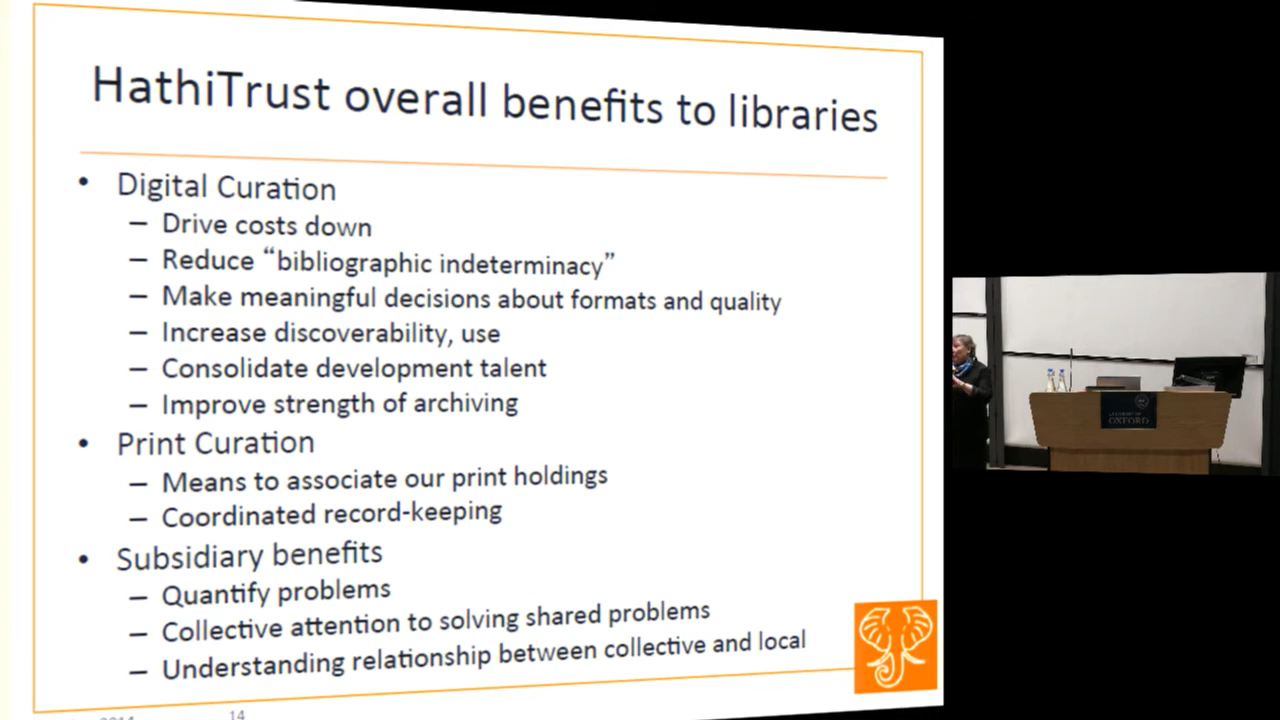 HathiTrust overall benefits to libraries
• Digital Curation
– Drive costs down
– Reduce “bibliographic indeterminacy”
– Make meaningful decisions about formats and quality
– Increase discoverability, use
– Consolidate development talent
– Improve strength of archiving
• Print Curation
– Means to associate our print holdings
– Coordinated record-keeping
• Subsidiary benefits
– Quantify problems
– Collective attention to solving shared problems
– Understanding relationship between collective and local
14
OXFORD